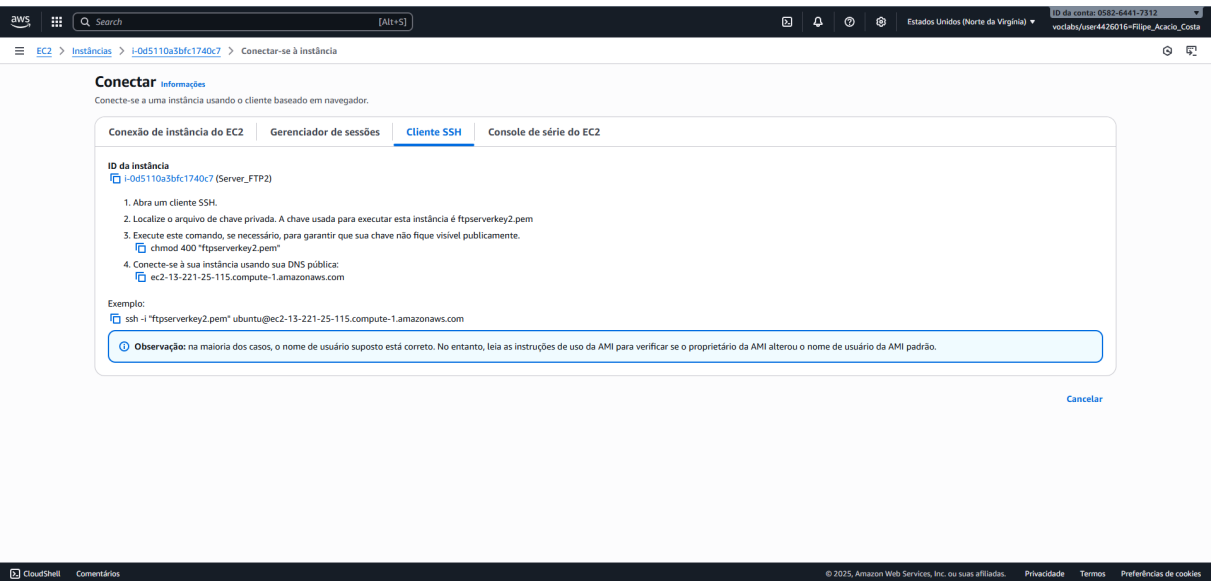 aws
Search [Alt+S]
Estados Unidos (Norte da Virgínia)
ID da conta: 0582-6441-7312
voclabs/user4426016=Filipe_Acacio_Costa
EC2 > Instâncias > i-0d5110a3bfc1740c7 > Conectar-se à instância
Conectar Informações
Conecte-se a uma instância usando o cliente baseado em navegador.
Conexão de instância do EC2 Gerenciador de sessões Cliente SSH Console de série do EC2
ID da instância
i-0d5110a3bfc1740c7 (Server_FTP2)
1. Abra um cliente SSH.
2. Localize o arquivo de chave privada. A chave usada para executar esta instância é ftpserverkey2.pem
3. Execute este comando, se necessário, para garantir que sua chave não fique visível publicamente.
chmod 400 "ftpserverkey2.pem"
4. Conecte-se à sua instância usando sua DNS pública:
ec2-13-221-25-115.compute-1.amazonaws.com
Exemplo:
ssh -i "ftpserverkey2.pem" ubuntu@ec2-13-221-25-115.compute-1.amazonaws.com
Observação: na maioria dos casos, o nome de usuário suposto está correto. No entanto, leia as instruções de uso da AMI para verificar se o proprietário da AMI alterou o nome de usuário da AMI padrão.
Cancelar
CloudShell Comentários © 2025, Amazon Web Services, Inc. ou suas afiliadas. Privacidade Termos Preferências de cookies